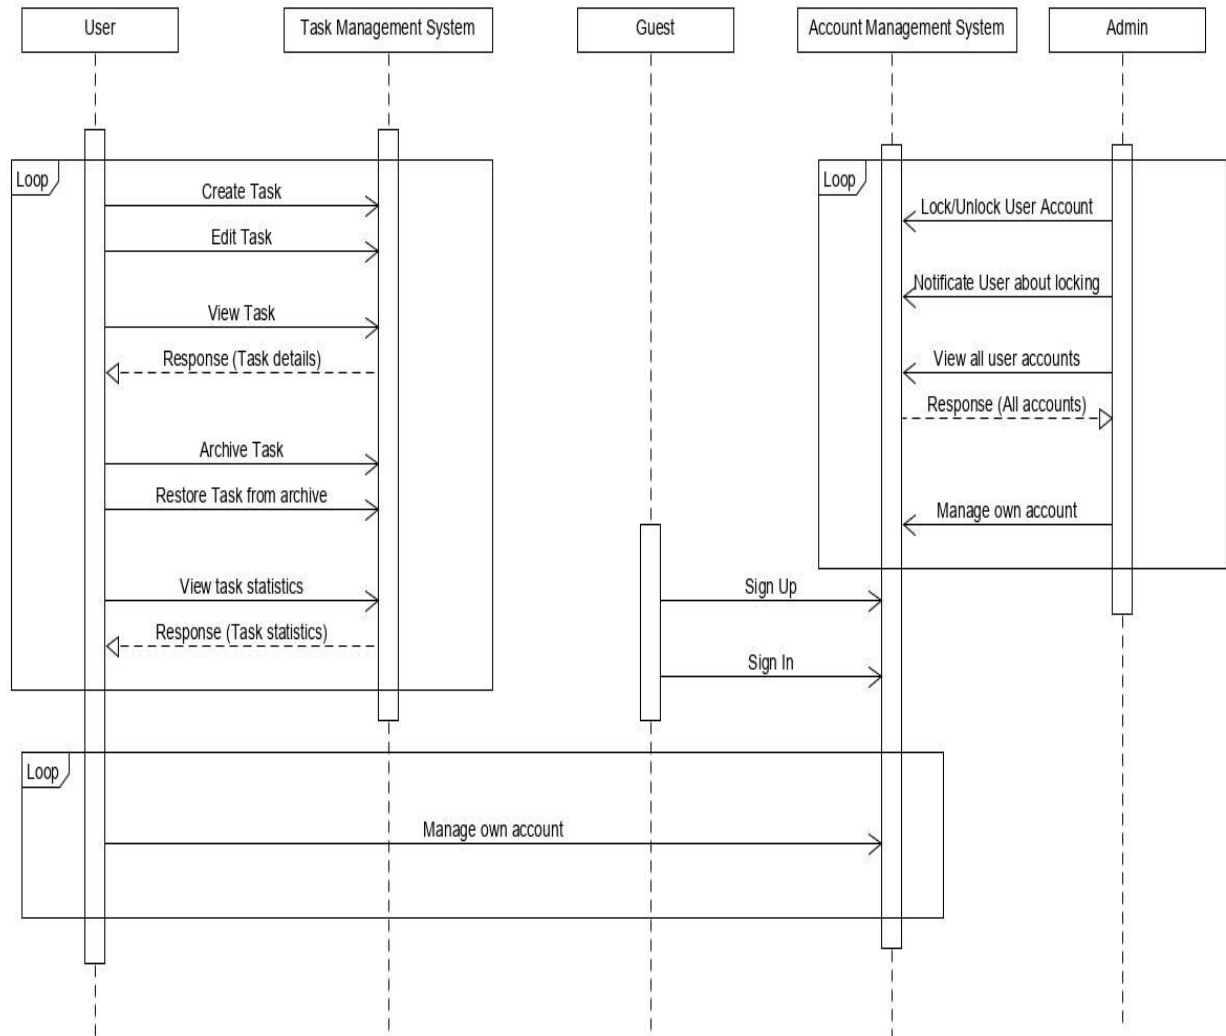 User
Task Management System
Guest
Account Management System
Admin
Loop
Create Task
Edit Task
View Task
Response (Task details)
Archive Task
Restore Task from archive
View task statistics
Response (Task statistics)
Loop
Lock/Unlock User Account
Notificate User about locking
View all user accounts
Response (All accounts)
Manage own account
Sign Up
Sign In
Loop
Manage own account